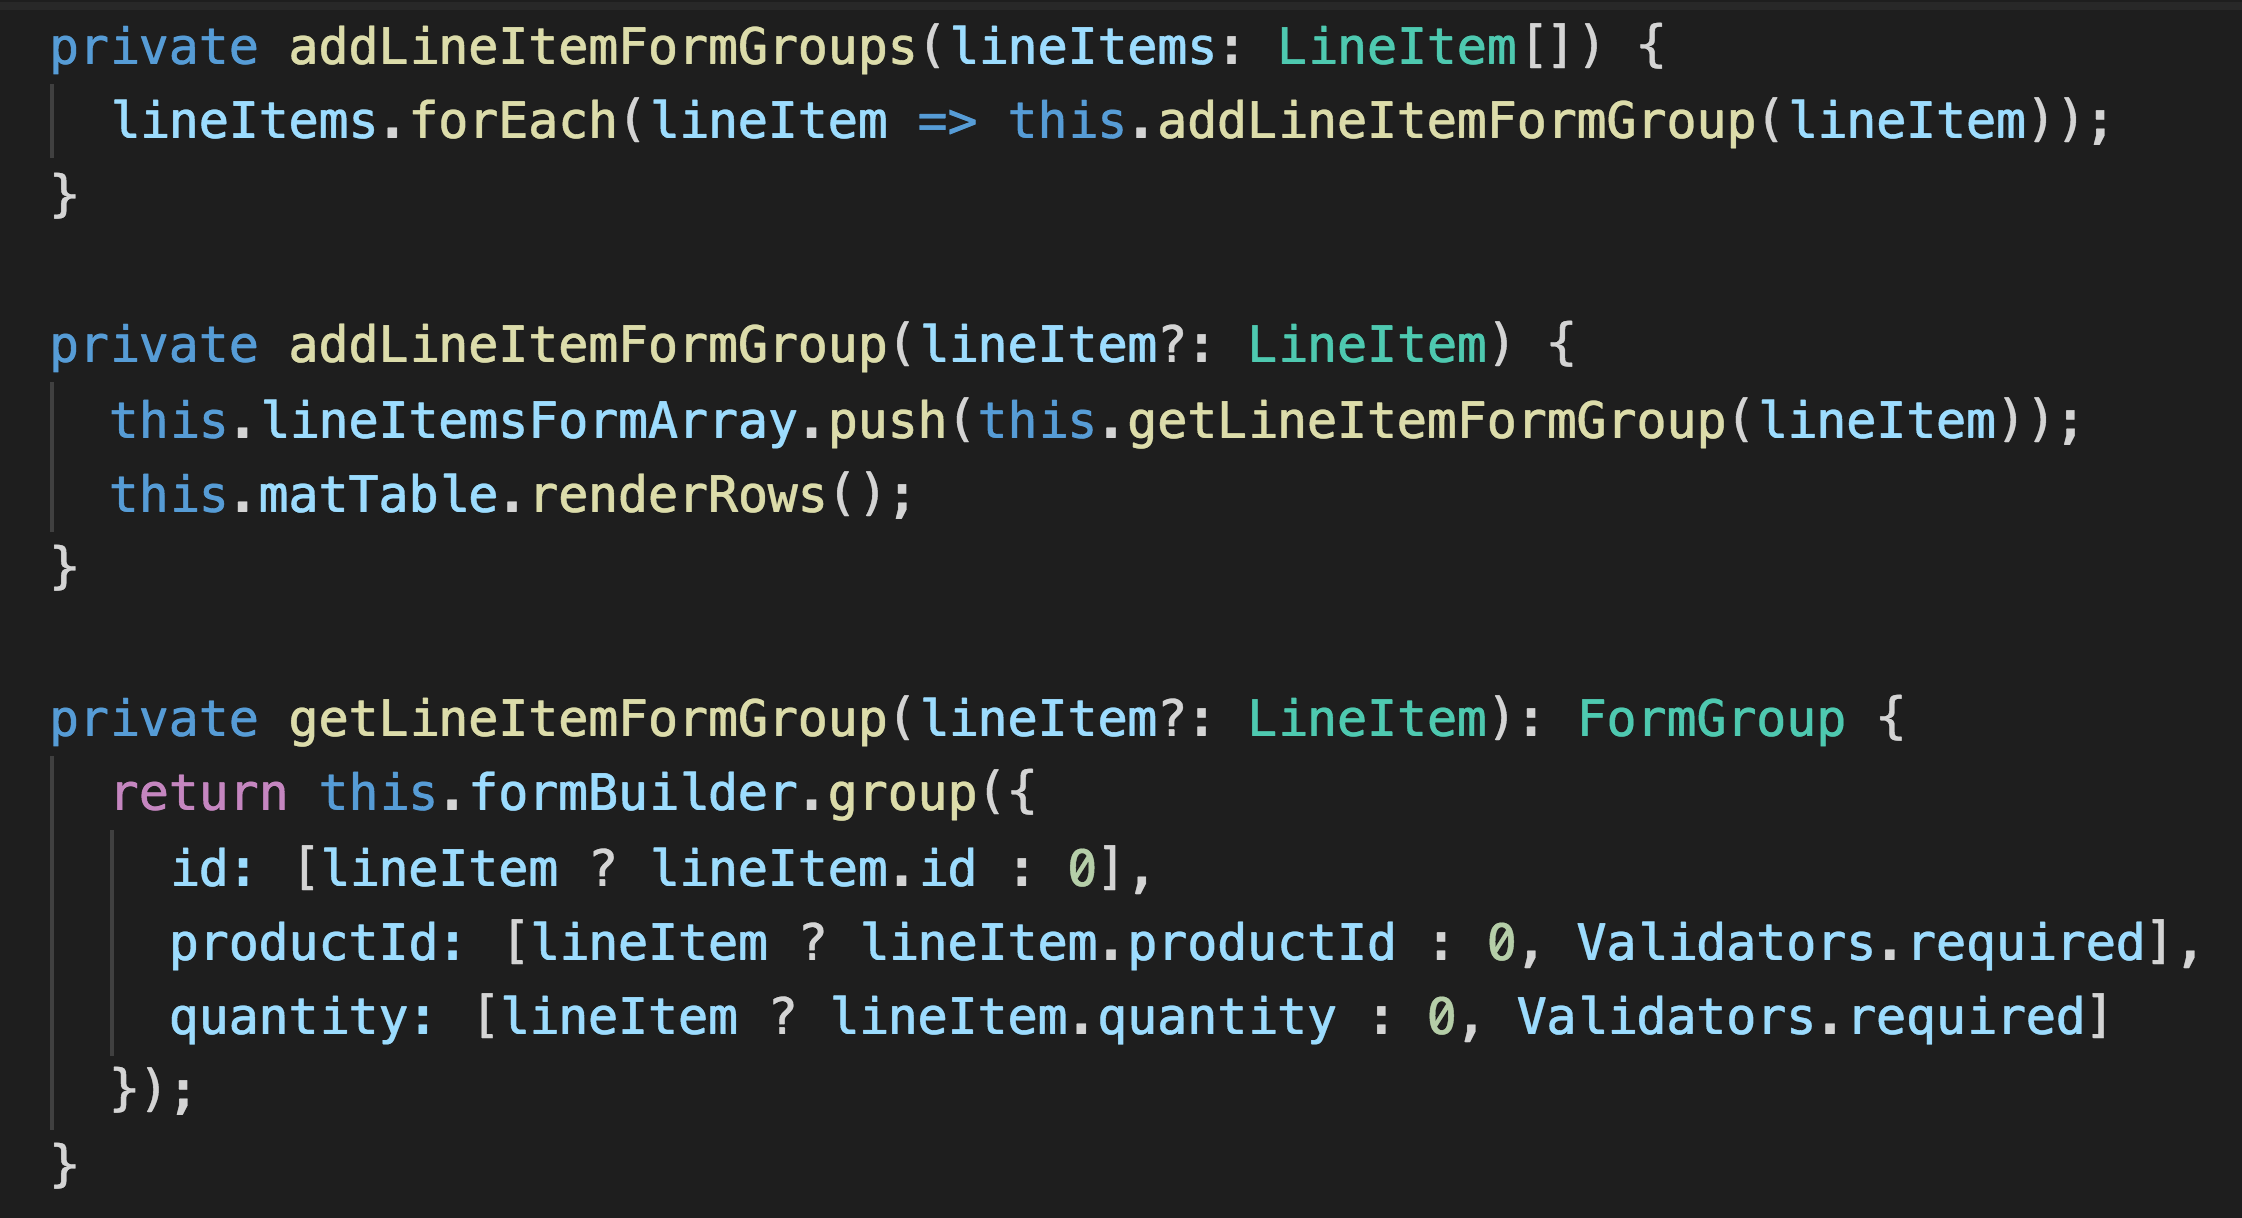 private addLineItemFormGroups(lineItems: LineItem[]) {
  lineItems.forEach(lineItem => this.addLineItemFormGroup(lineItem));
}

private addLineItemFormGroup(lineItem?: LineItem) {
  this.lineItemsFormArray.push(this.getLineItemFormGroup(lineItem));
  this.matTable.renderRows();
}

private getLineItemFormGroup(lineItem?: LineItem): FormGroup {
  return this.formBuilder.group({
    id: [lineItem ? lineItem.id : 0],
    productId: [lineItem ? lineItem.productId : 0, Validators.required],
    quantity: [lineItem ? lineItem.quantity : 0, Validators.required]
  });
}